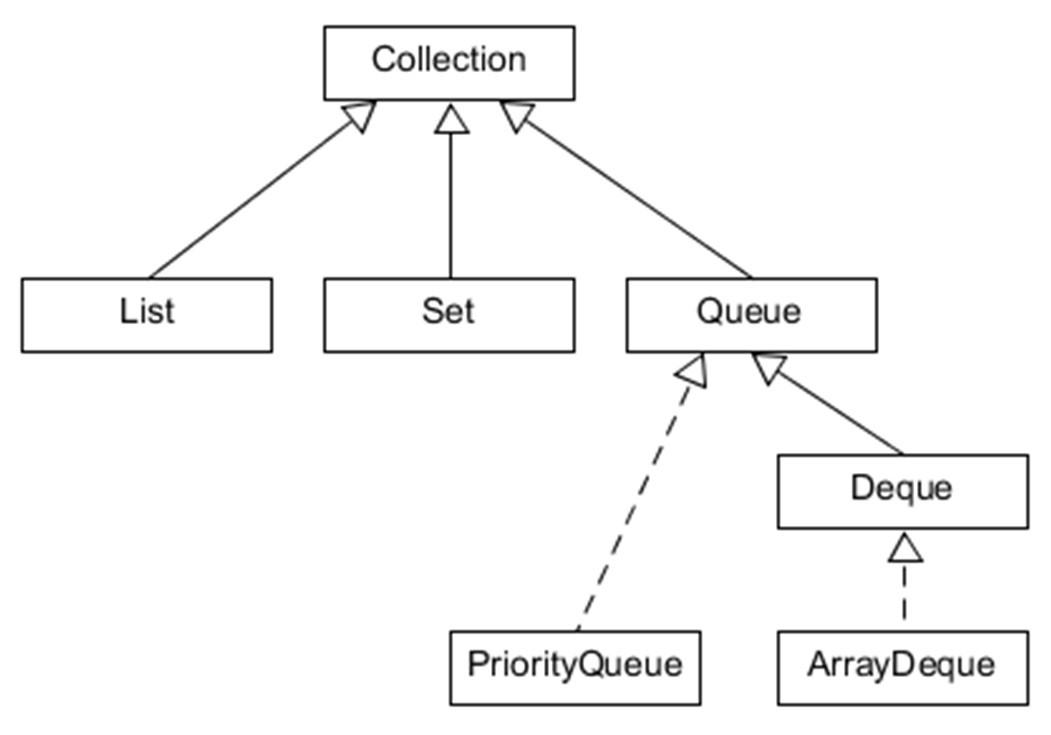 Collection
List
Set
Queue
Deque
PriorityQueue
ArrayDeque